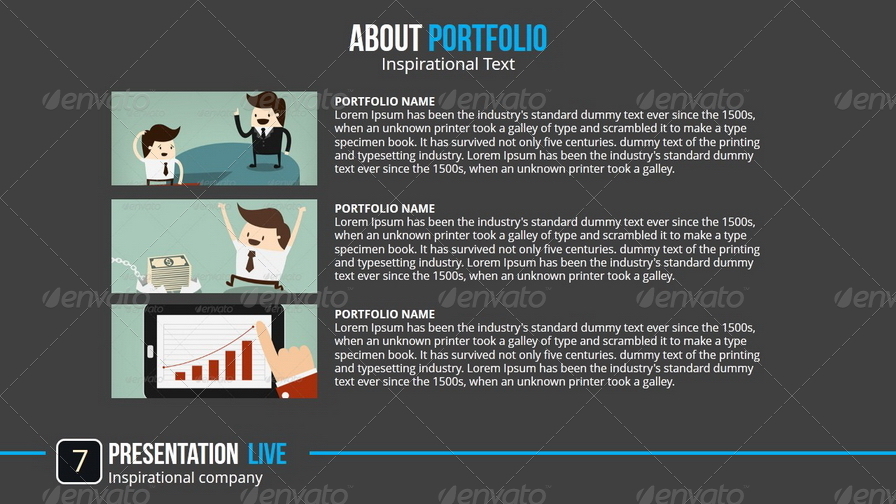 ABOUT PORTFOLIO
Inspirational Text
PORTFOLIO NAME
Lorem Ipsum has been the industry's standard dummy text ever since the 1500s,
when an unknown printer took a galley of type and scrambled it to make a type
specimen book. It has survived not only five centuries. dummy text of the printing
and typesetting industry. Lorem Ipsum has been the industry's standard dummy
text ever since the 1500s, when an unknown printer took a galley.
PORTFOLIO NAME
Lorem Ipsum has been the industry's standard dummy text ever since the 1500s,
when an unknown printer took a galley of type and scrambled it to make a type
specimen book. It has survived not only five centuries. dummy text of the printing
and typesetting industry. Lorem Ipsum has been the industry's standard dummy
text ever since the 1500s, when an unknown printer took a galley.
PORTFOLIO NAME
Lorem Ipsum has been the industry's standard dummy text ever since the 1500s,
when an unknown printer took a galley of type and scrambled it to make a type
specimen book. It has survived not only five centuries. dummy text of the printing
and typesetting industry. Lorem Ipsum has been the industry's standard dummy
text ever since the 1500s, when an unknown printer took a galley.
7
PRESENTATION LIVE
Inspirational company
envato